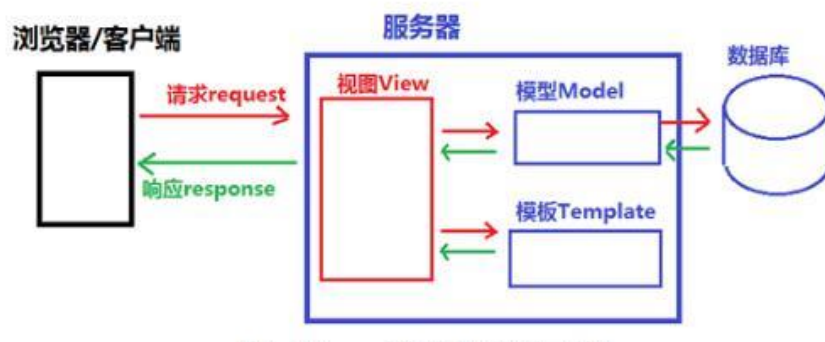 服务器
浏览器/客户端
数据库
请求request
视图View
模型Model
响应response
模板Template